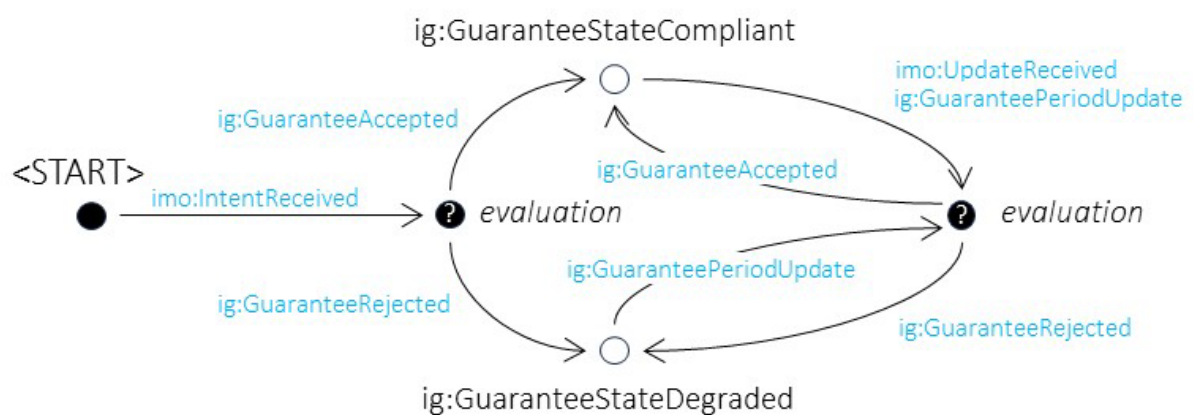 ig:GuaranteeStateCompliant
imo:UpdateReceived
ig:GuaranteePeriodUpdate
ig:GuaranteeAccepted
ig:GuaranteeAccepted
<START>
imo:IntentReceived
? evaluation
? evaluation
ig:GuaranteePeriodUpdate
ig:GuaranteeRejected
ig:GuaranteeRejected
ig:GuaranteeStateDegraded